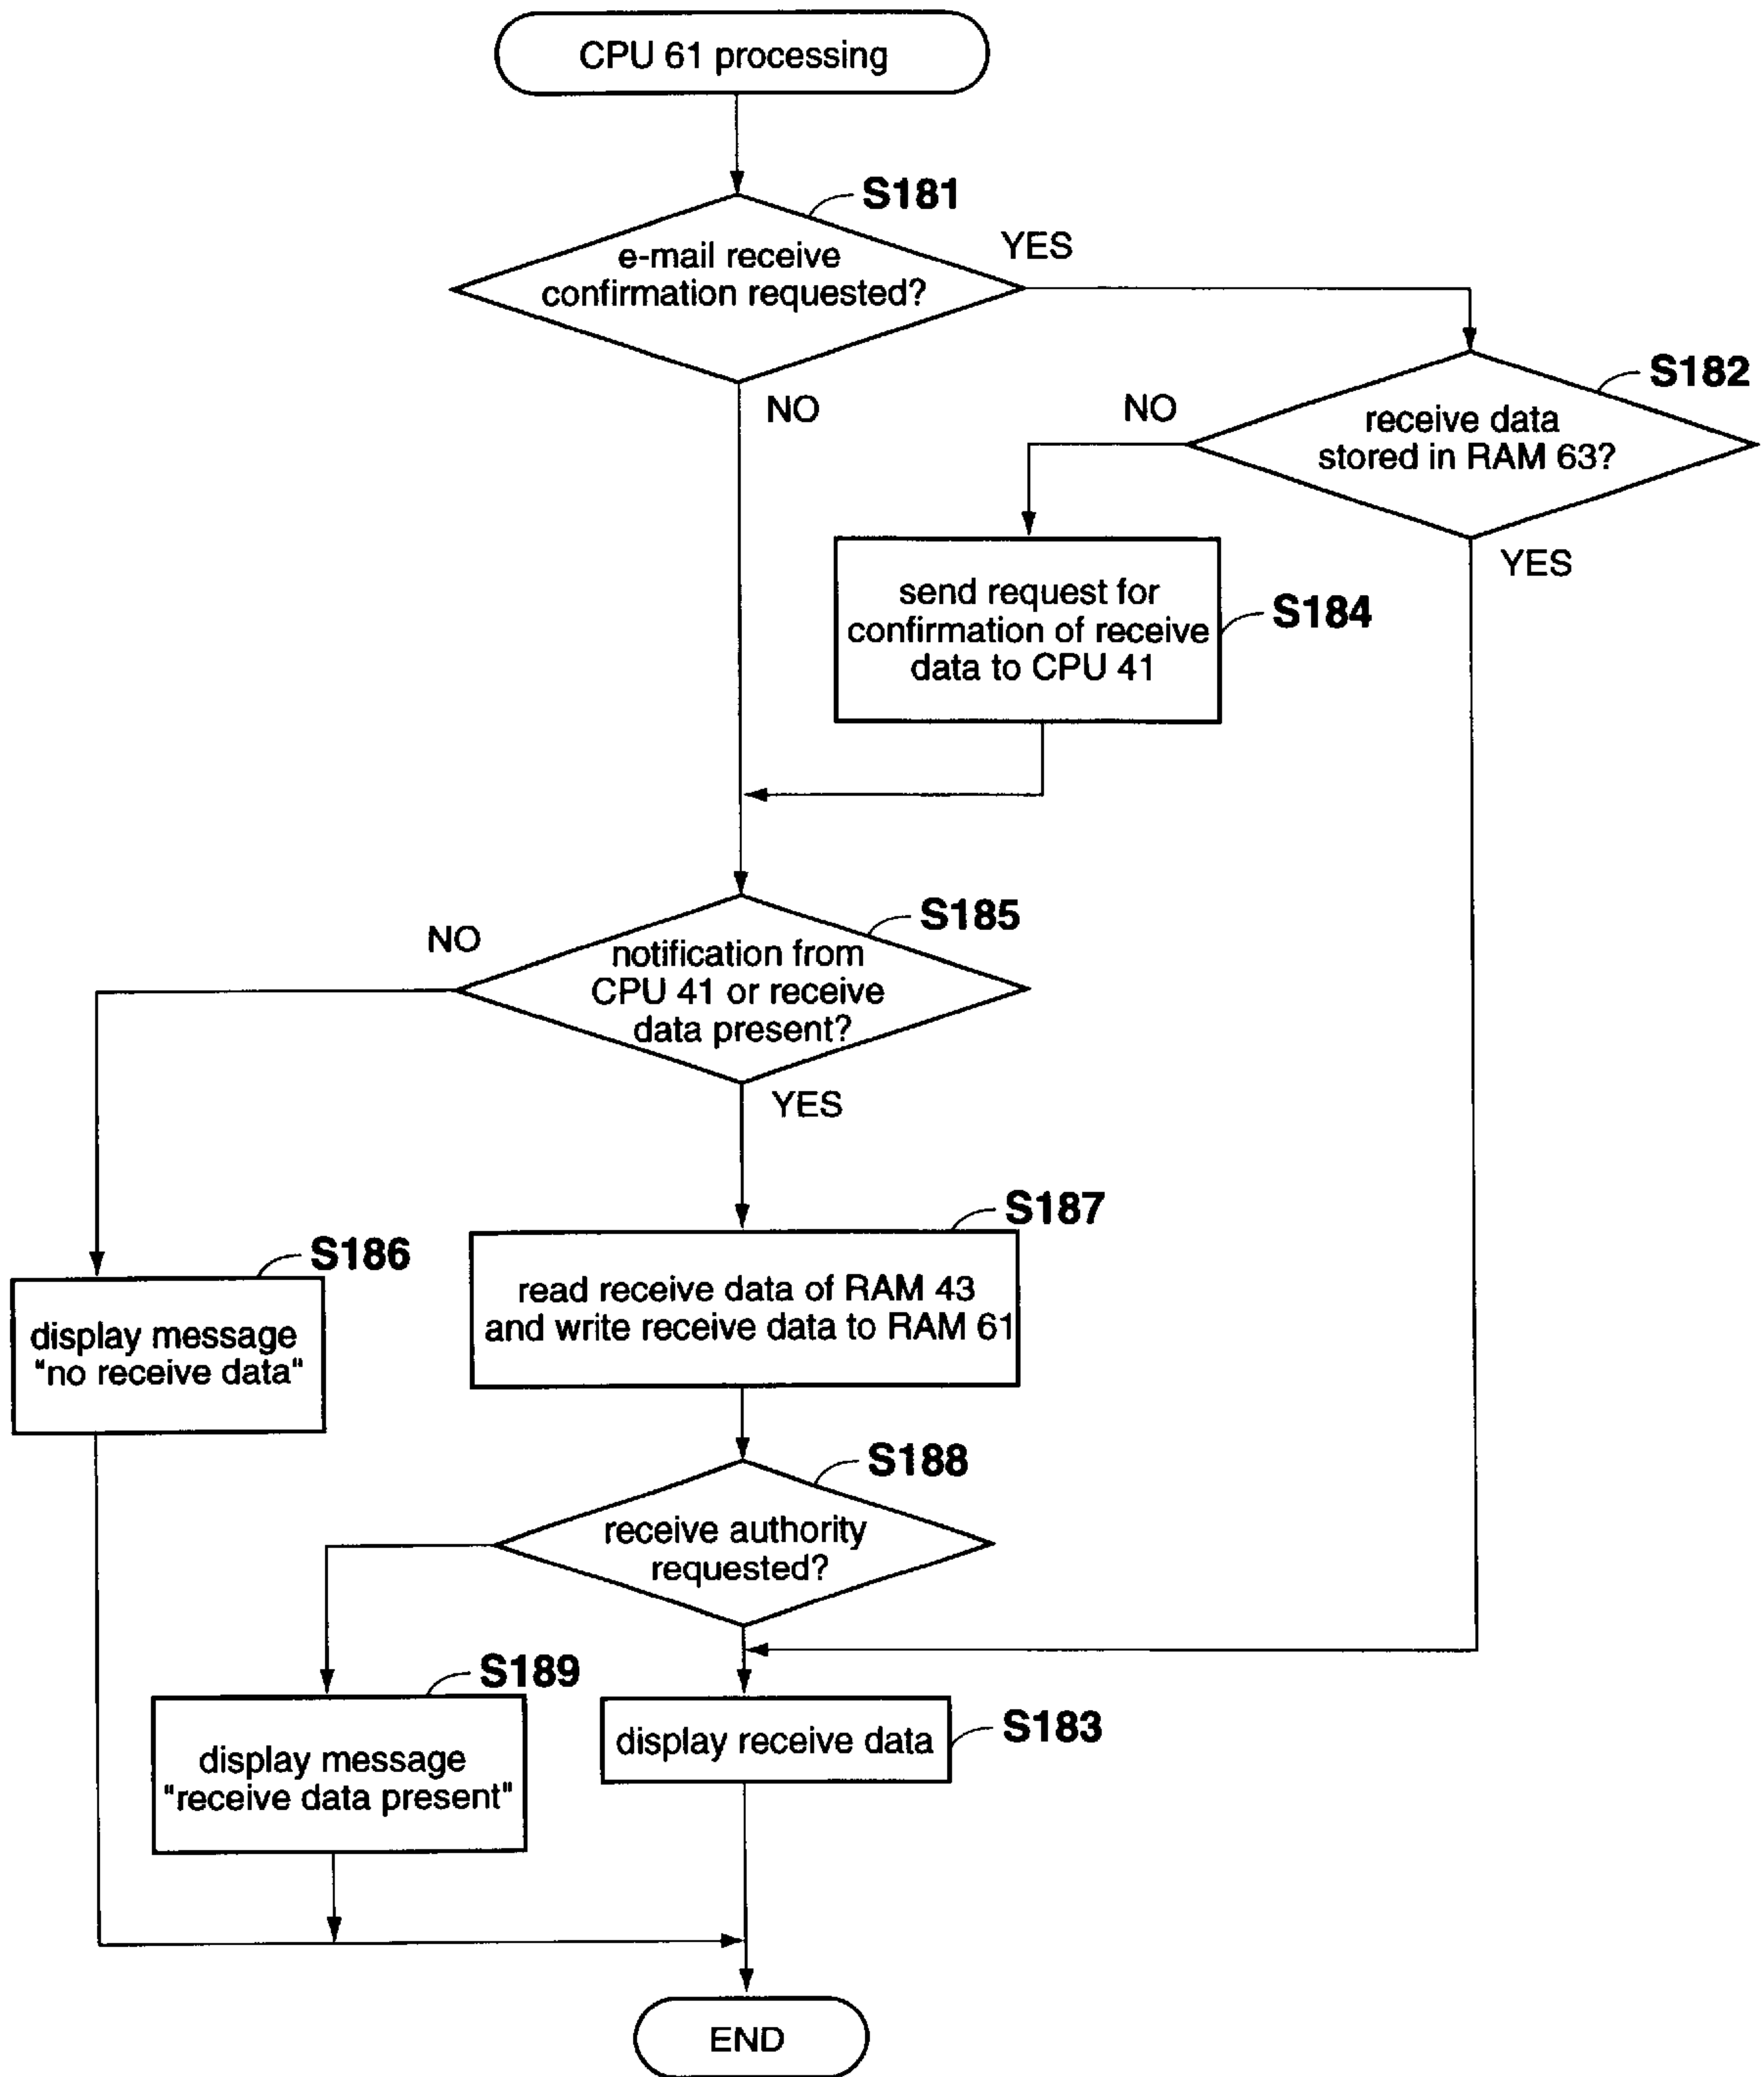 CPU 61 processing
S181
e-mail receive
confirmation requested?
YES
NO
S182
receive data
stored in RAM 63?
NO
YES
send request for
confirmation of receive
data to CPU 41
S184
S185
notification from
CPU 41 or receive
data present?
NO
YES
S186
display message
"no receive data"
S187
read receive data of RAM 43
and write receive data to RAM 61
S188
receive authority
requested?
S189
display message
"receive data present"
display receive data
S183
END